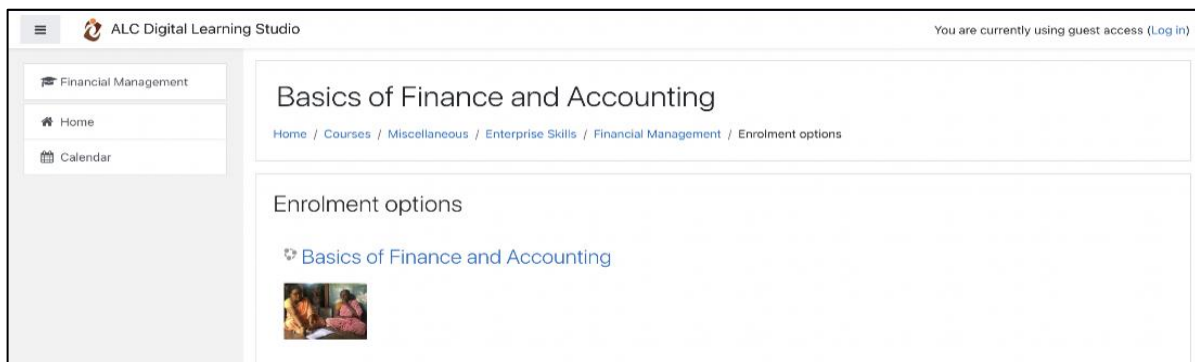 ALC Digital Learning Studio
You are currently using guest access (Log in)
Financial Management
Home
Calendar
Basics of Finance and Accounting
Home / Courses / Miscellaneous / Enterprise Skills / Financial Management / Enrolment options
Enrolment options
Basics of Finance and Accounting